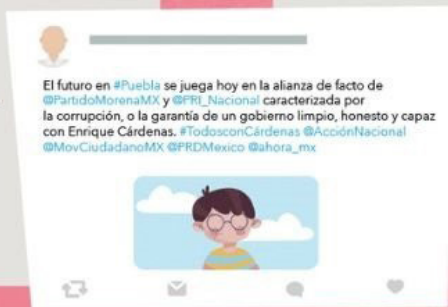 El futuro en #Puebla se juega hoy en la alianza de facto de
@PartidoMorenaMX y @PRI_Nacional caracterizada por
la corrupción, o la garantía de un gobierno limpio, honesto y capaz
con Enrique Cárdenas. #TodosconCárdenas @AcciónNacional
@MovCiudadanoMX @PRDMexico @ahora_mx